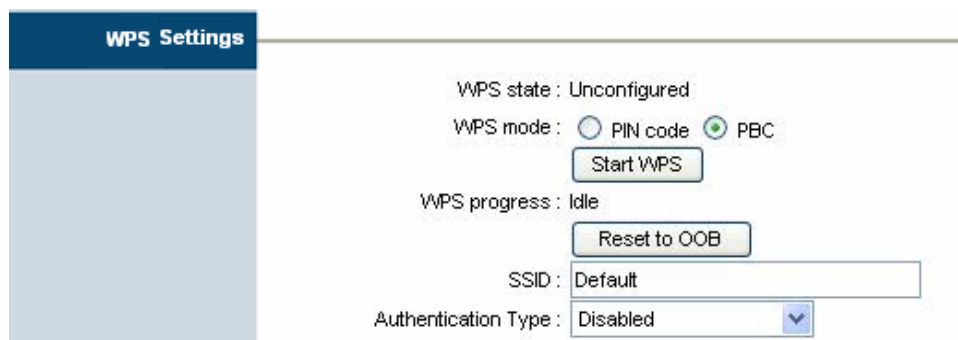 WPS Settings
WPS state : Unconfigured
WPS mode : PIN code PBC
Start WPS
WPS progress : Idle
Reset to OOB
SSID : Default
Authentication Type : Disabled